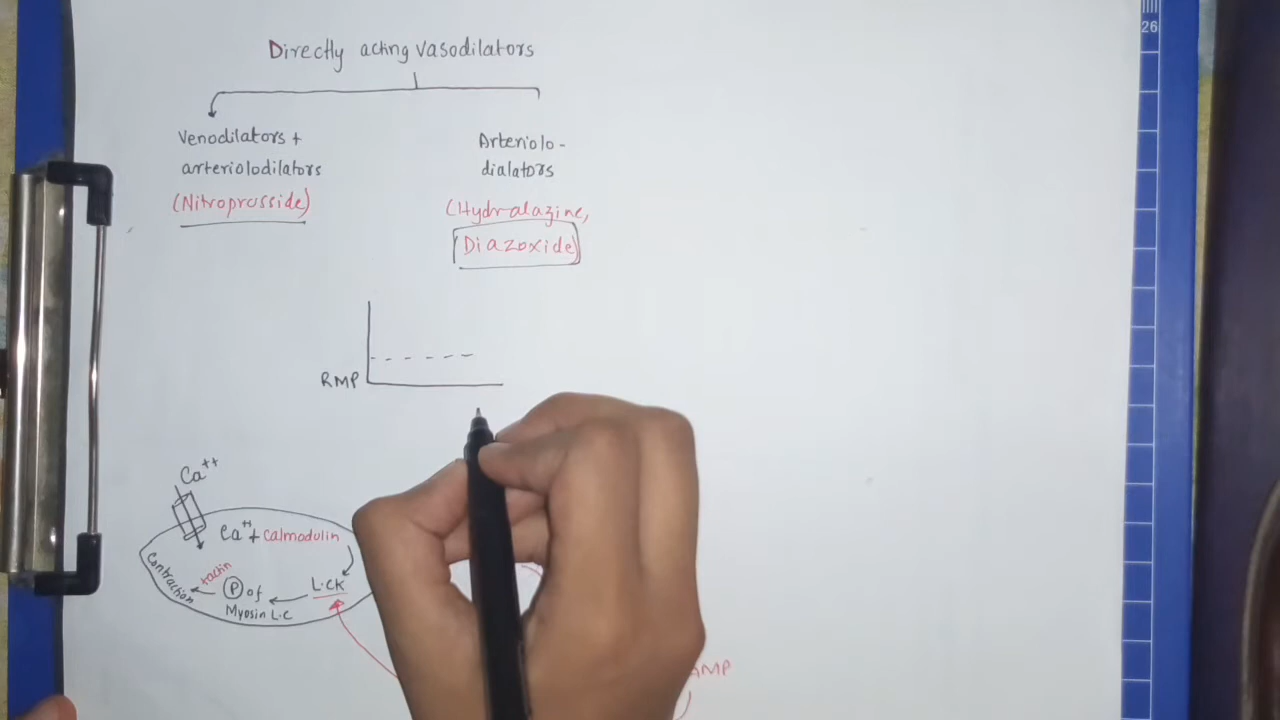 Directly acting vasodilators
Venodilators +
arteriolodilators
(Nitroprusside)
Arteriolo-
dialators
(Hydralazine,
Diazoxide)
RMP
Ca++
Ca++ + Calmodulin
L.CK
(P) of
Myosin L.C
+actin
Contraction
26